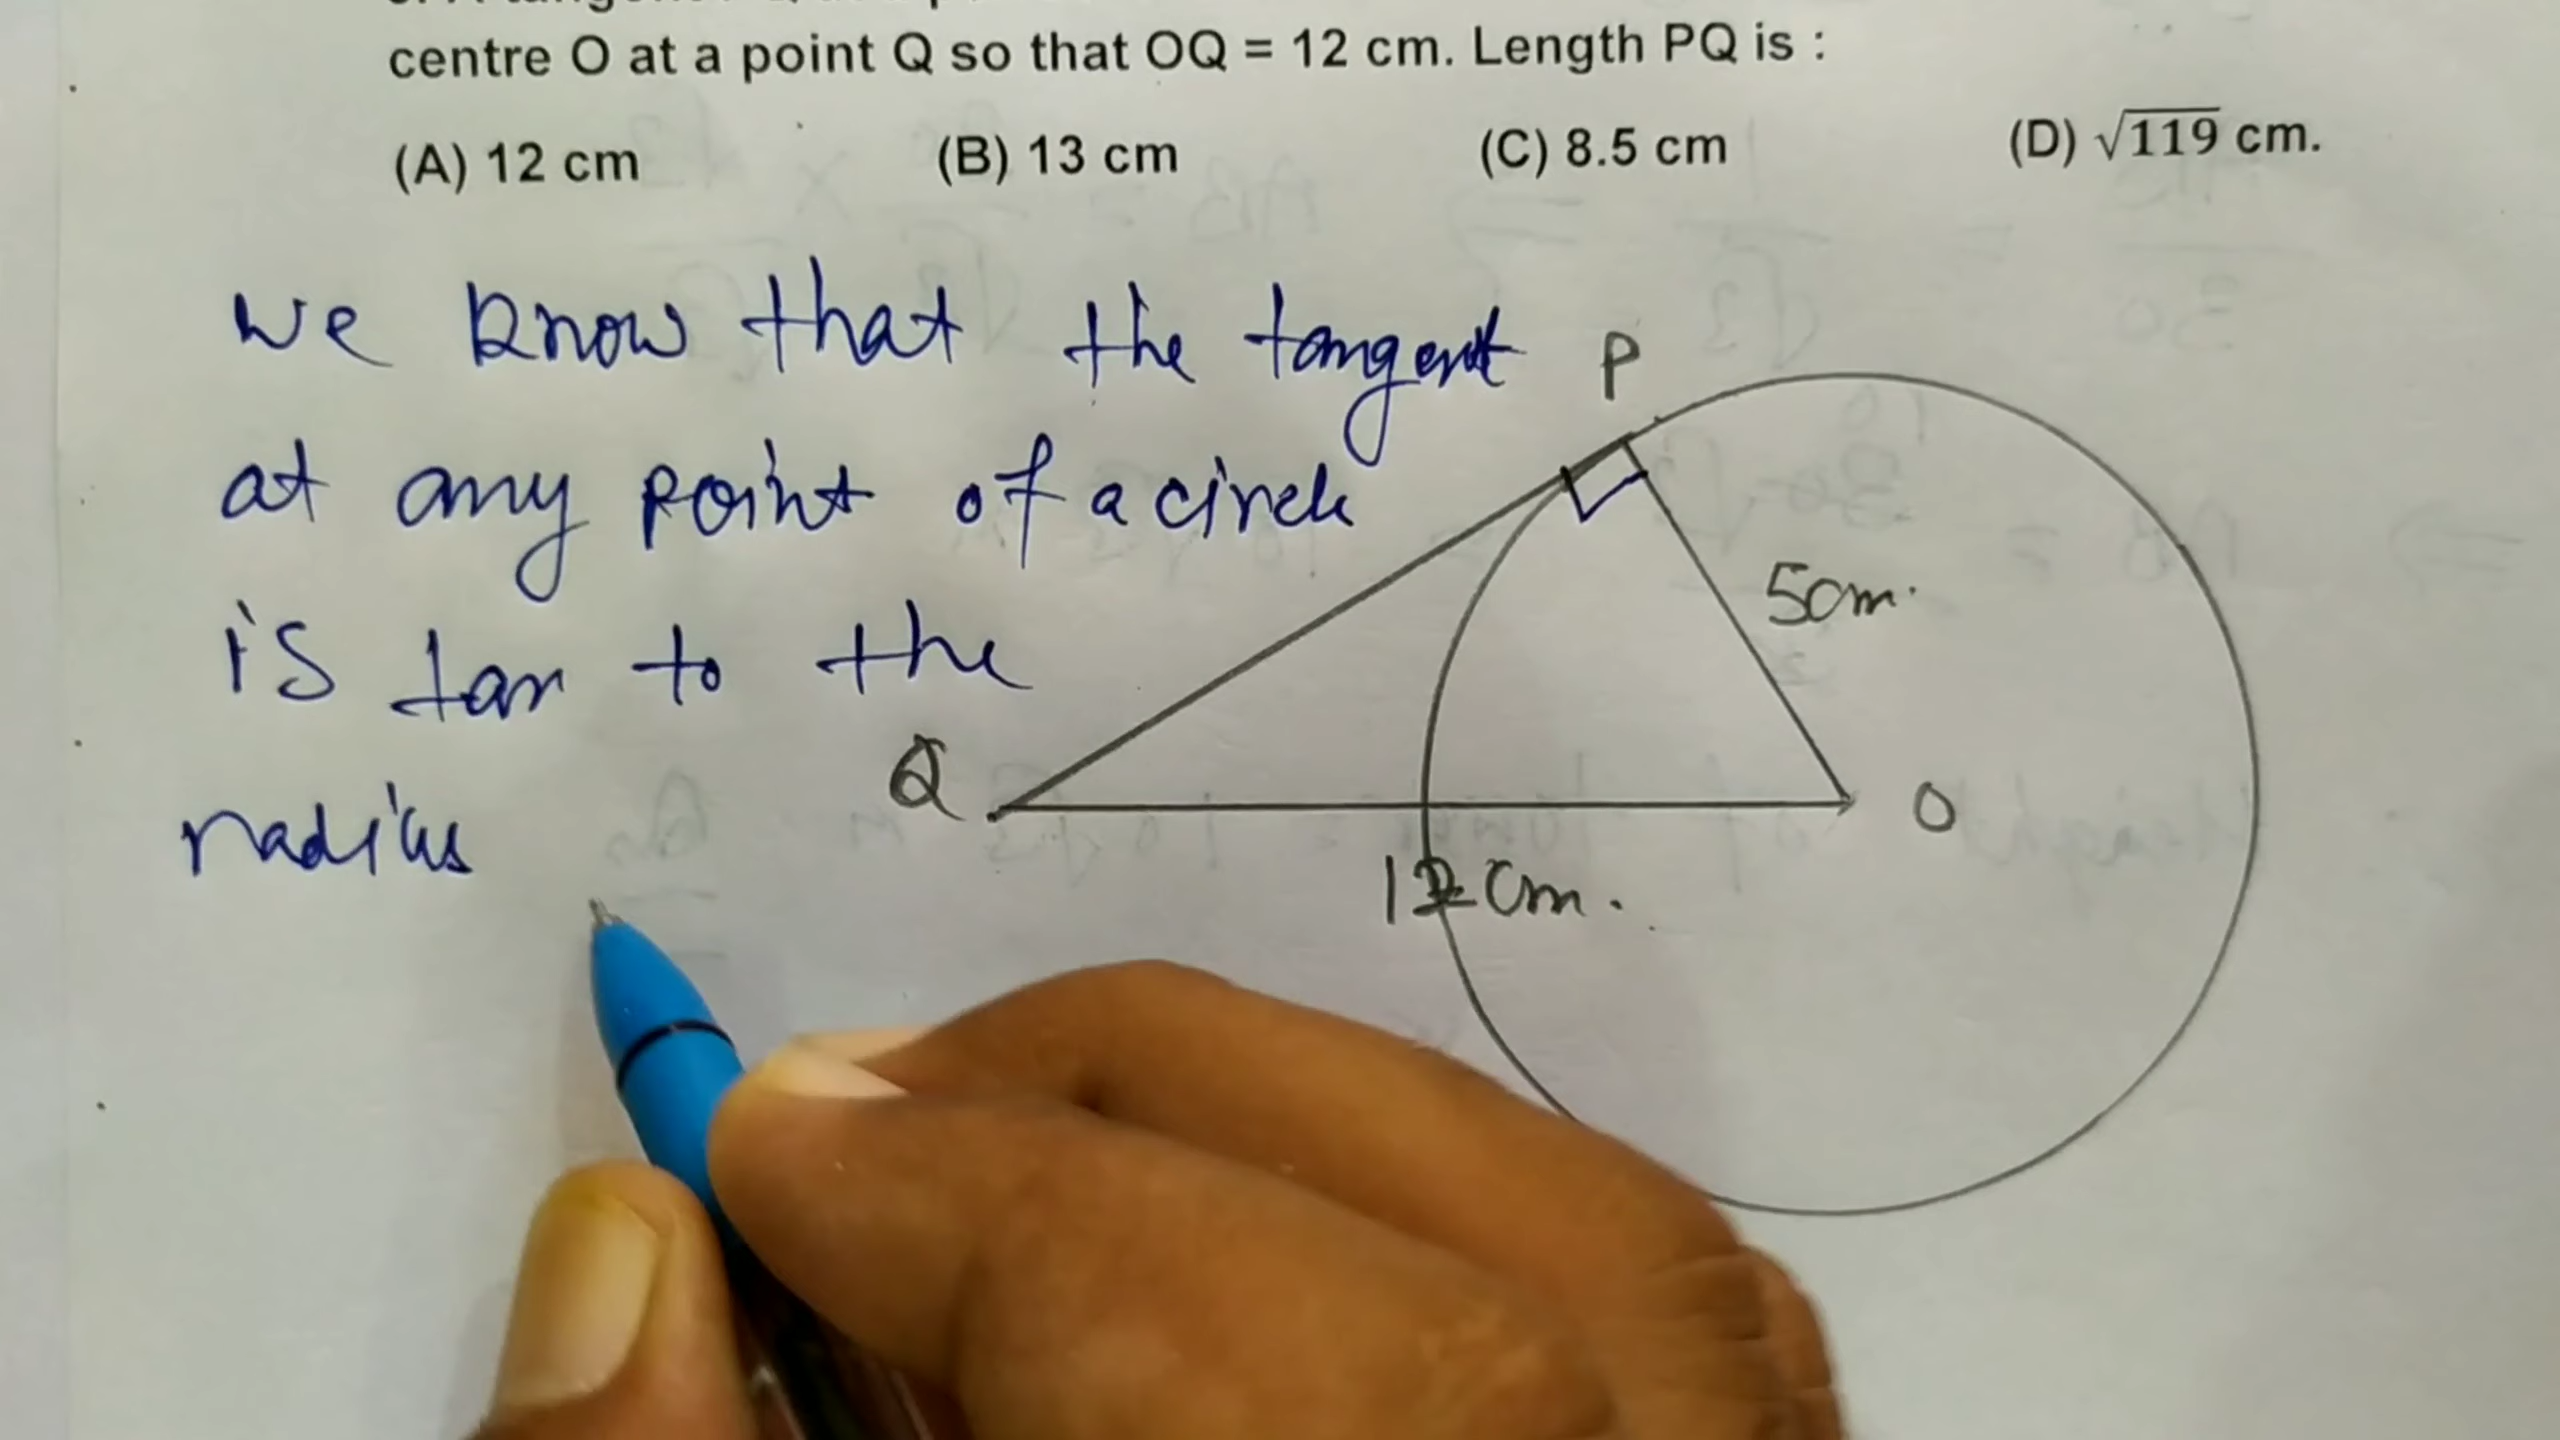 centre O at a point Q so that OQ = 12 cm. Length PQ is :
(A) 12 cm (B) 13 cm (C) 8.5 cm (D) √119 cm.
we know that the tangent
at any point of a circle
is to the
radius
P
5cm.
Q
O
12cm.